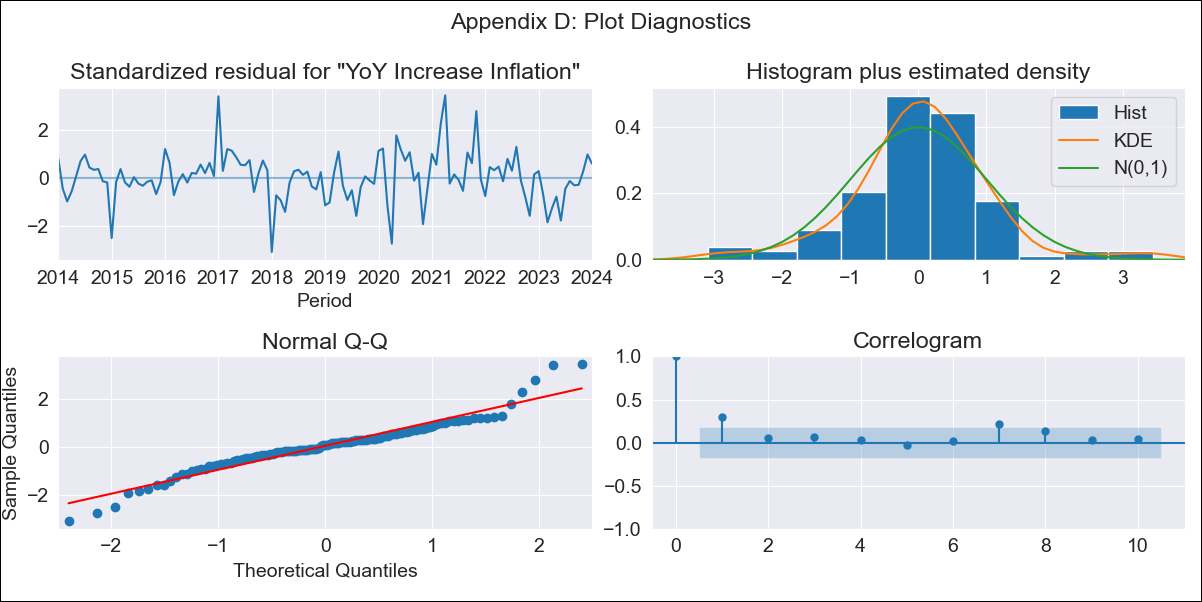 Appendix D: Plot Diagnostics
Standardized residual for "YoY Increase Inflation"
2
0
−2
2014 2015 2016 2017 2018 2019 2020 2021 2022 2023 2024
Period
Histogram plus estimated density
0.4
0.2
0.0
−3 −2 −1 0 1 2 3
Hist
KDE
N(0,1)
Normal Q-Q
Sample Quantiles
2
0
−2
−2 −1 0 1 2
Theoretical Quantiles
Correlogram
1.0
0.5
0.0
−0.5
−1.0
0 2 4 6 8 10